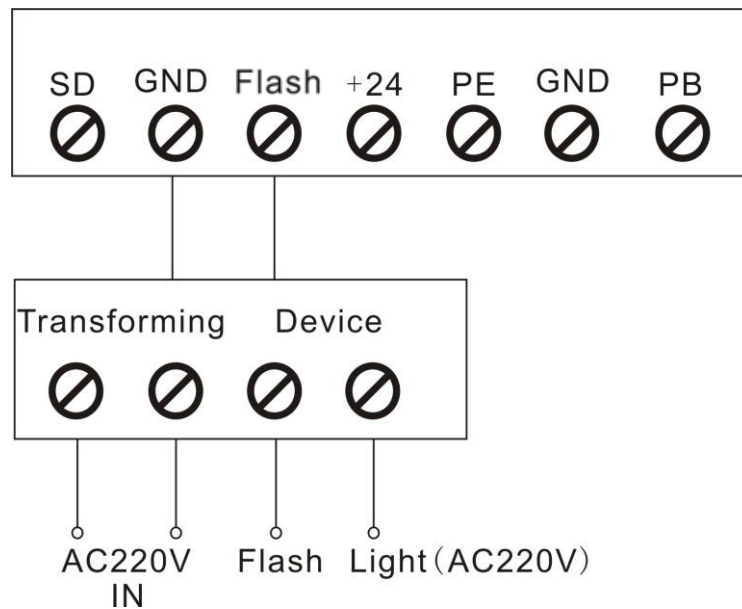 SD GND Flash +24 PE GND PB
Transforming Device
AC220V Flash Light(AC220V)
IN